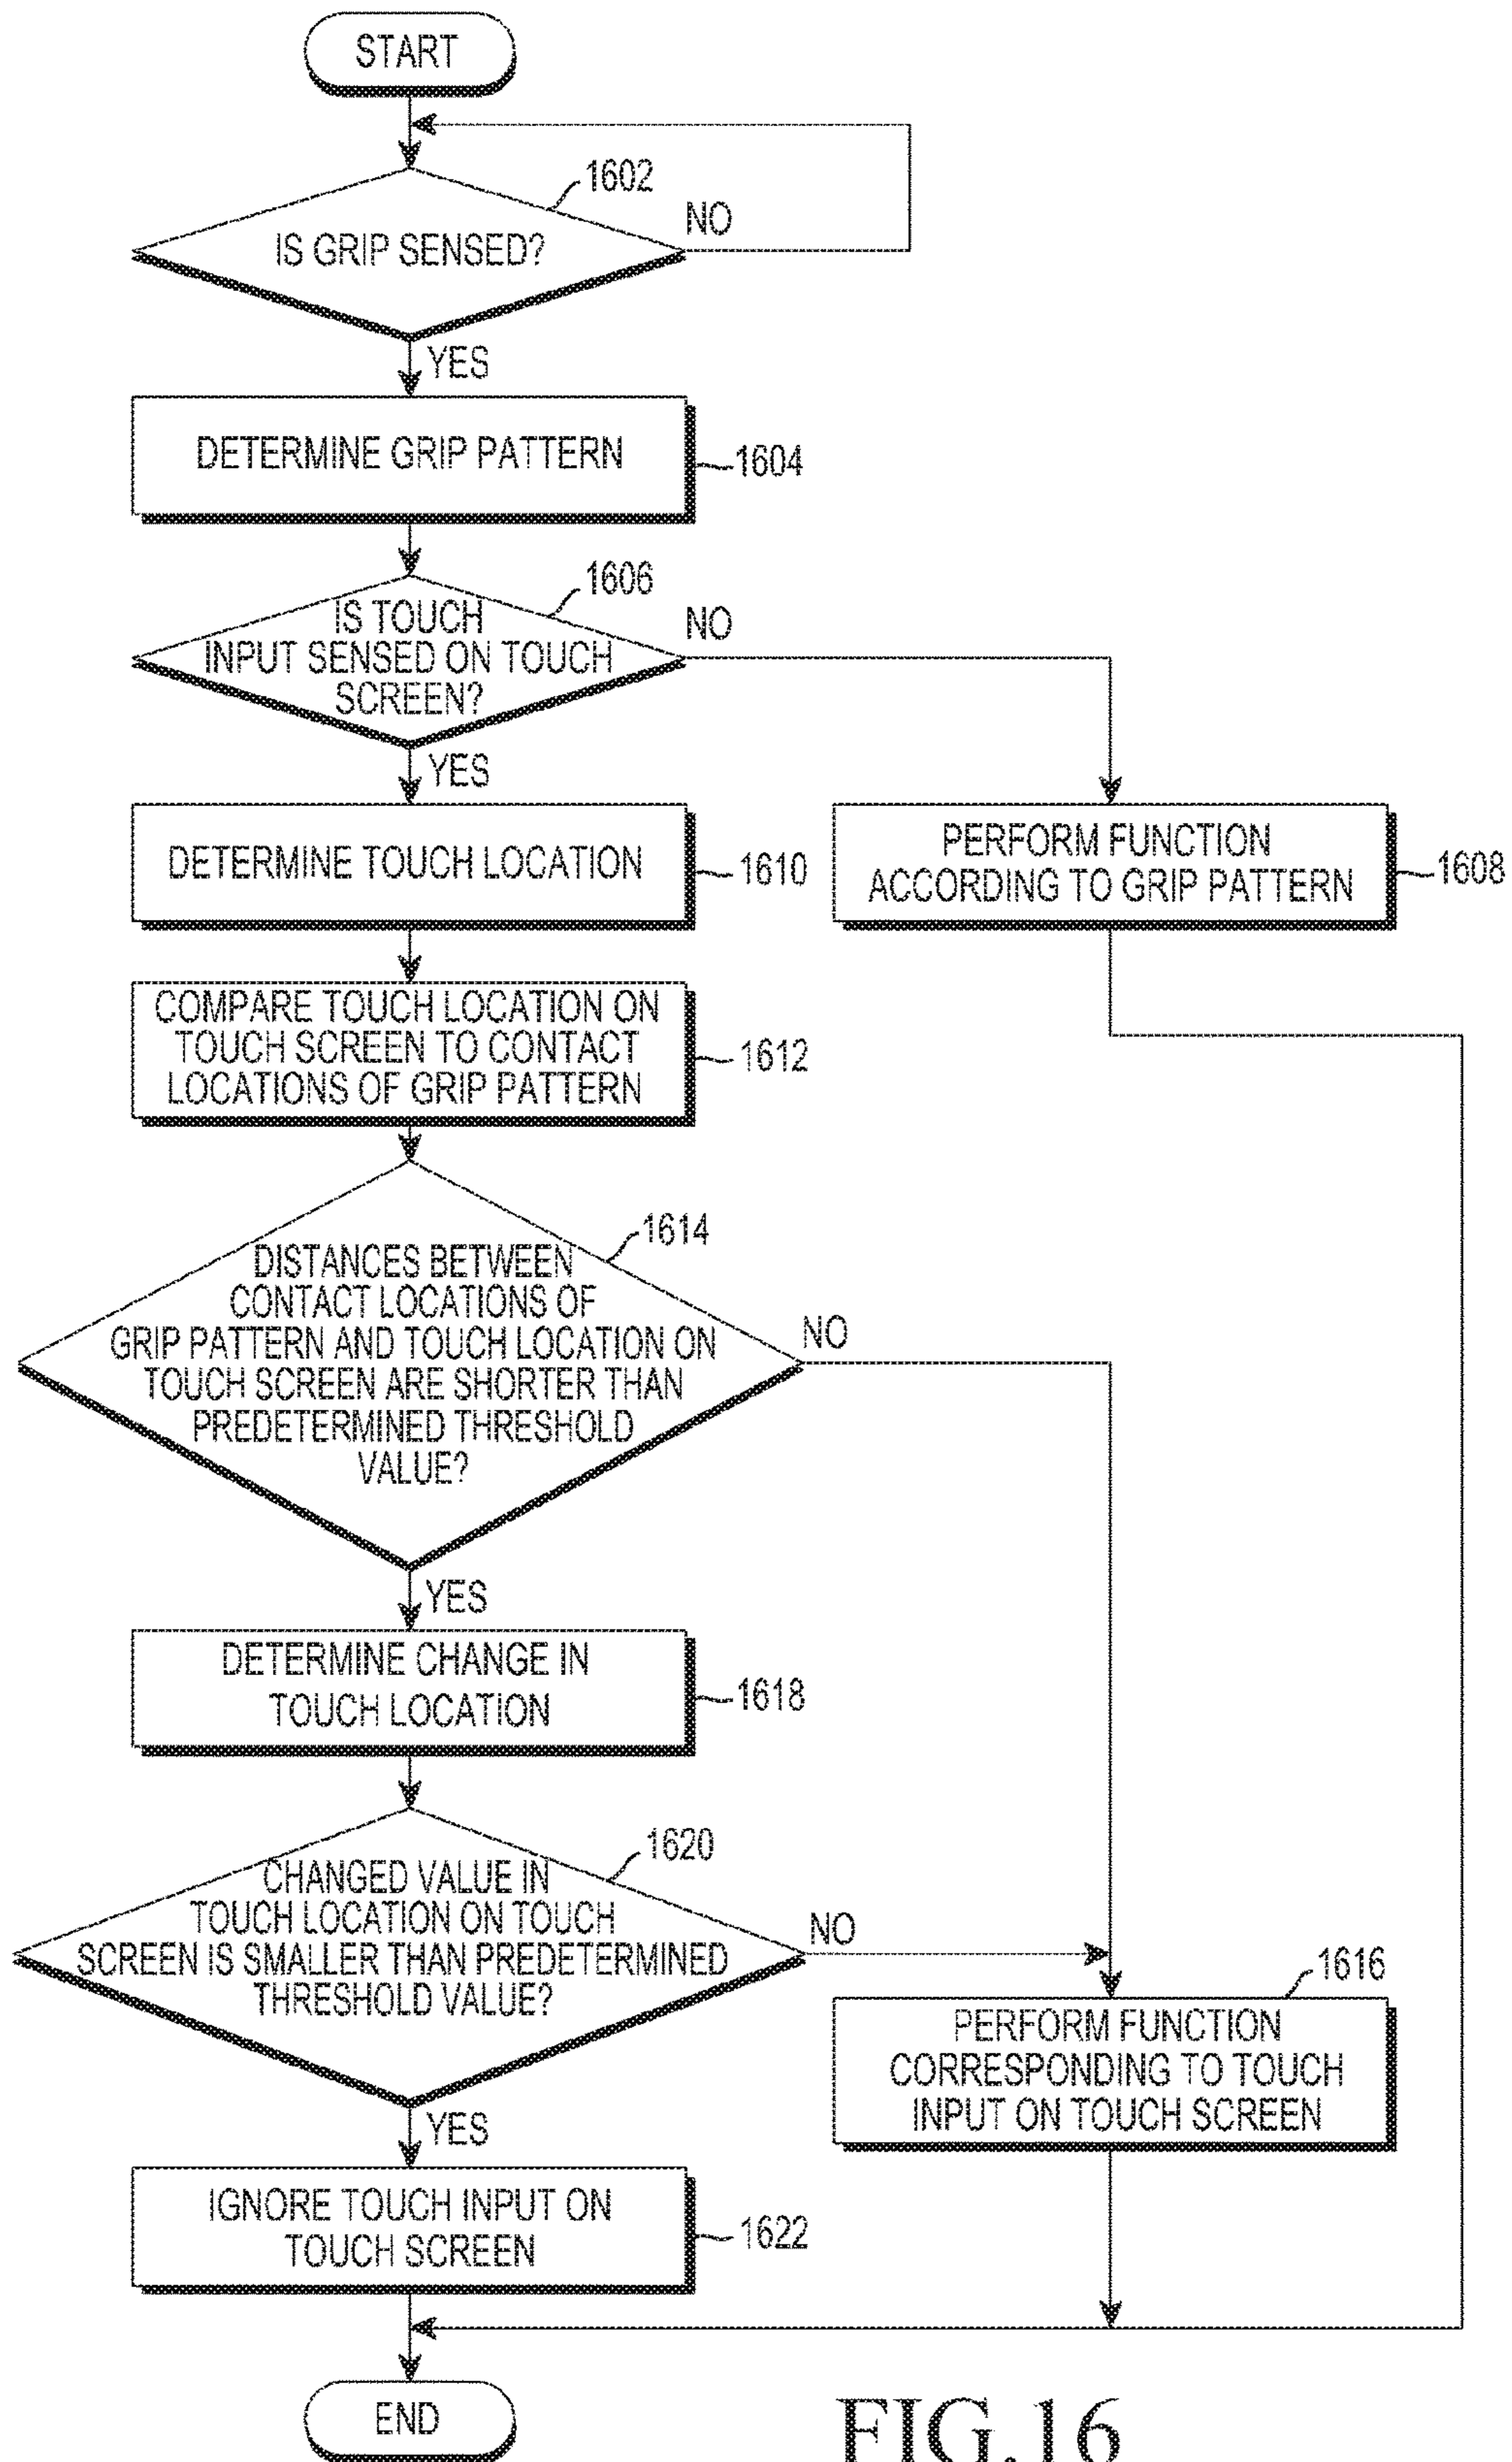 START
1602
NO
IS GRIP SENSED?
YES
DETERMINE GRIP PATTERN
1604
1606
IS TOUCH
INPUT SENSED ON TOUCH
SCREEN?
NO
YES
DETERMINE TOUCH LOCATION
1610
PERFORM FUNCTION
ACCORDING TO GRIP PATTERN
1608
COMPARE TOUCH LOCATION ON
TOUCH SCREEN TO CONTACT
LOCATIONS OF GRIP PATTERN
1612
1614
DISTANCES BETWEEN
CONTACT LOCATIONS OF
GRIP PATTERN AND TOUCH LOCATION ON
TOUCH SCREEN ARE SHORTER THAN
PREDETERMINED THRESHOLD
VALUE?
NO
YES
DETERMINE CHANGE IN
TOUCH LOCATION
1618
1620
CHANGED VALUE IN
TOUCH LOCATION ON TOUCH
SCREEN IS SMALLER THAN PREDETERMINED
THRESHOLD VALUE?
NO
1616
PERFORM FUNCTION
CORRESPONDING TO TOUCH
INPUT ON TOUCH SCREEN
YES
IGNORE TOUCH INPUT ON
TOUCH SCREEN
1622
END
FIG.16